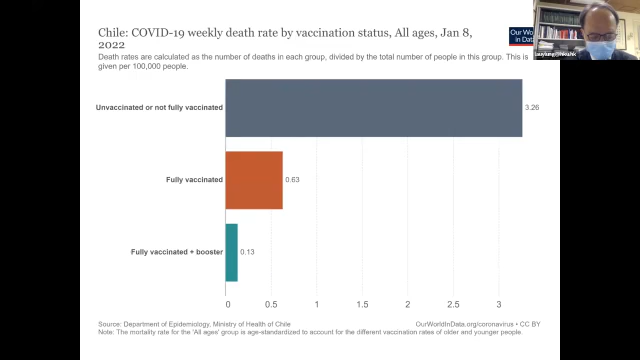 Chile: COVID-19 weekly death rate by vaccination status, All ages, Jan 8,
2022
Death rates are calculated as the number of deaths in each group, divided by the total number of people in this group. This is
given per 100,000 people.
Our World
in Data
Unvaccinated or not fully vaccinated
3.26
Fully vaccinated
0.63
Fully vaccinated + booster
0.13
0
0.5
1
1.5
2
2.5
3
Source: Department of Epidemiology, Ministry of Health of Chile
OurWorldInData.org/coronavirus • CC BY
Note: The mortality rate for the 'All ages' group is age-standardized to account for the different vaccination rates of older and younger people.